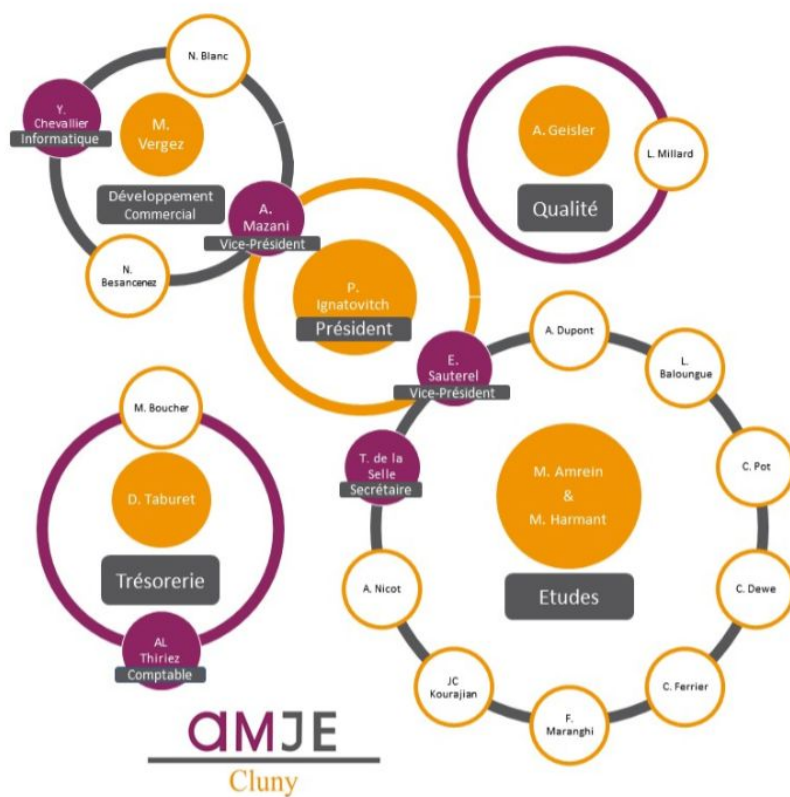 N. Blanc
Y.
Chevallier
Informatique
M.
Vergez
Développement
Commercial
A.
Mazani
Vice-Président
N.
Besancenez
A. Geisler
L. Millard
Qualité
P.
Ignatovitch
Président
E.
Sauterel
Vice-Président
A. Dupont
L.
Baloungue
T. de la
Selle
Secrétaire
C. Pot
M. Amrein
&
M. Harmant
Etudes
A. Nicot
C. Dewe
JC
Kourajian
C. Ferrier
F.
Maranghi
M. Boucher
D. Taburet
Trésorerie
AL
Thiriez
Comptable
aMJE
Cluny